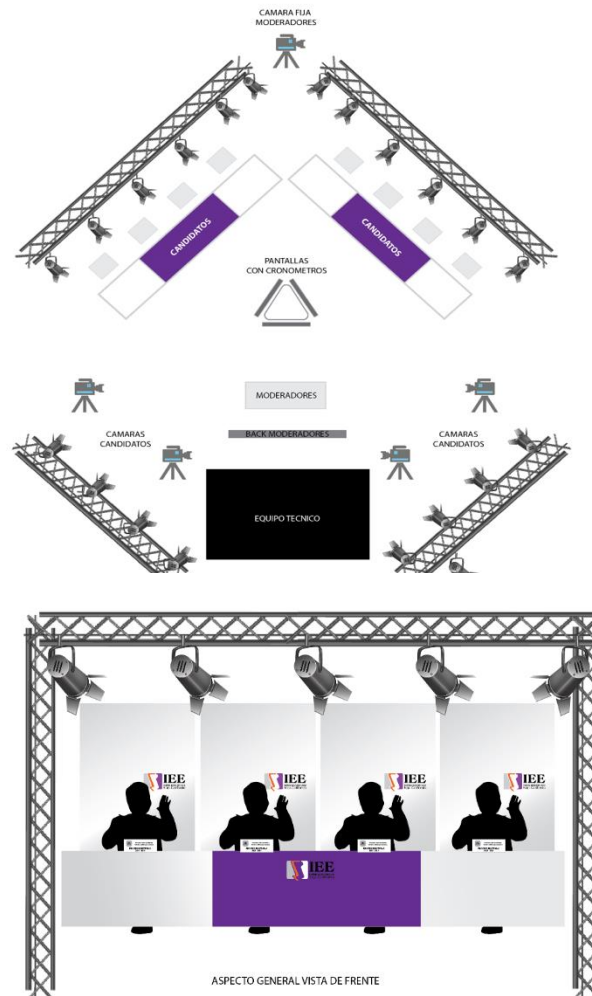 CAMARA FIJA
MODERADORES
CANDIDATOS
CANDIDATOS
PANTALLAS
CON CRONOMETROS
MODERADORES
BACK MODERADORES
CAMARAS
CANDIDATOS
CAMARAS
CANDIDATOS
EQUIPO TECNICO
IEE
IEE
IEE
IEE
IEE
ASPECTO GENERAL VISTA DE FRENTE